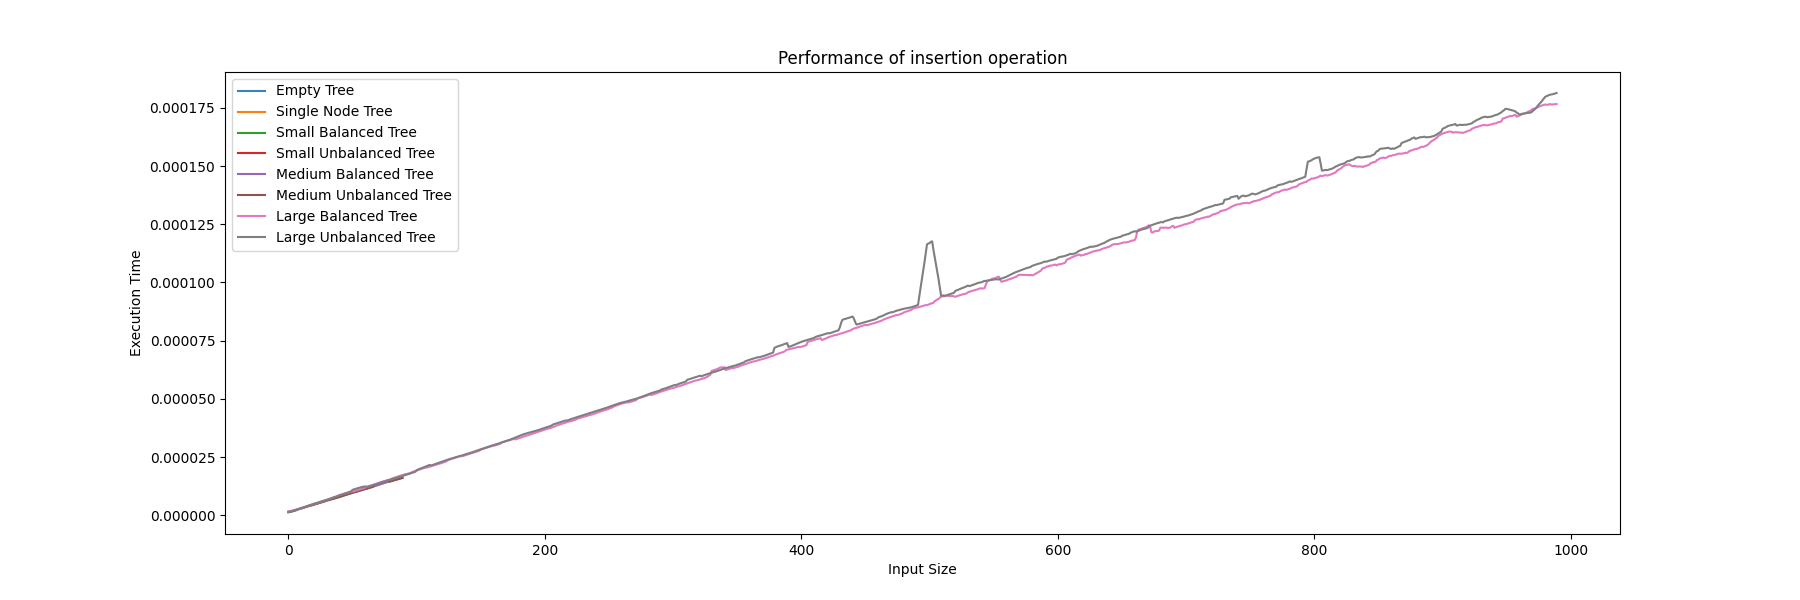 Performance of insertion operation
Empty Tree
Single Node Tree
Small Balanced Tree
Small Unbalanced Tree
Medium Balanced Tree
Medium Unbalanced Tree
Large Balanced Tree
Large Unbalanced Tree
0.000175
0.000150
0.000125
0.000100
0.000075
0.000050
0.000025
0.000000
Execution Time
0 200 400 600 800 1000
Input Size